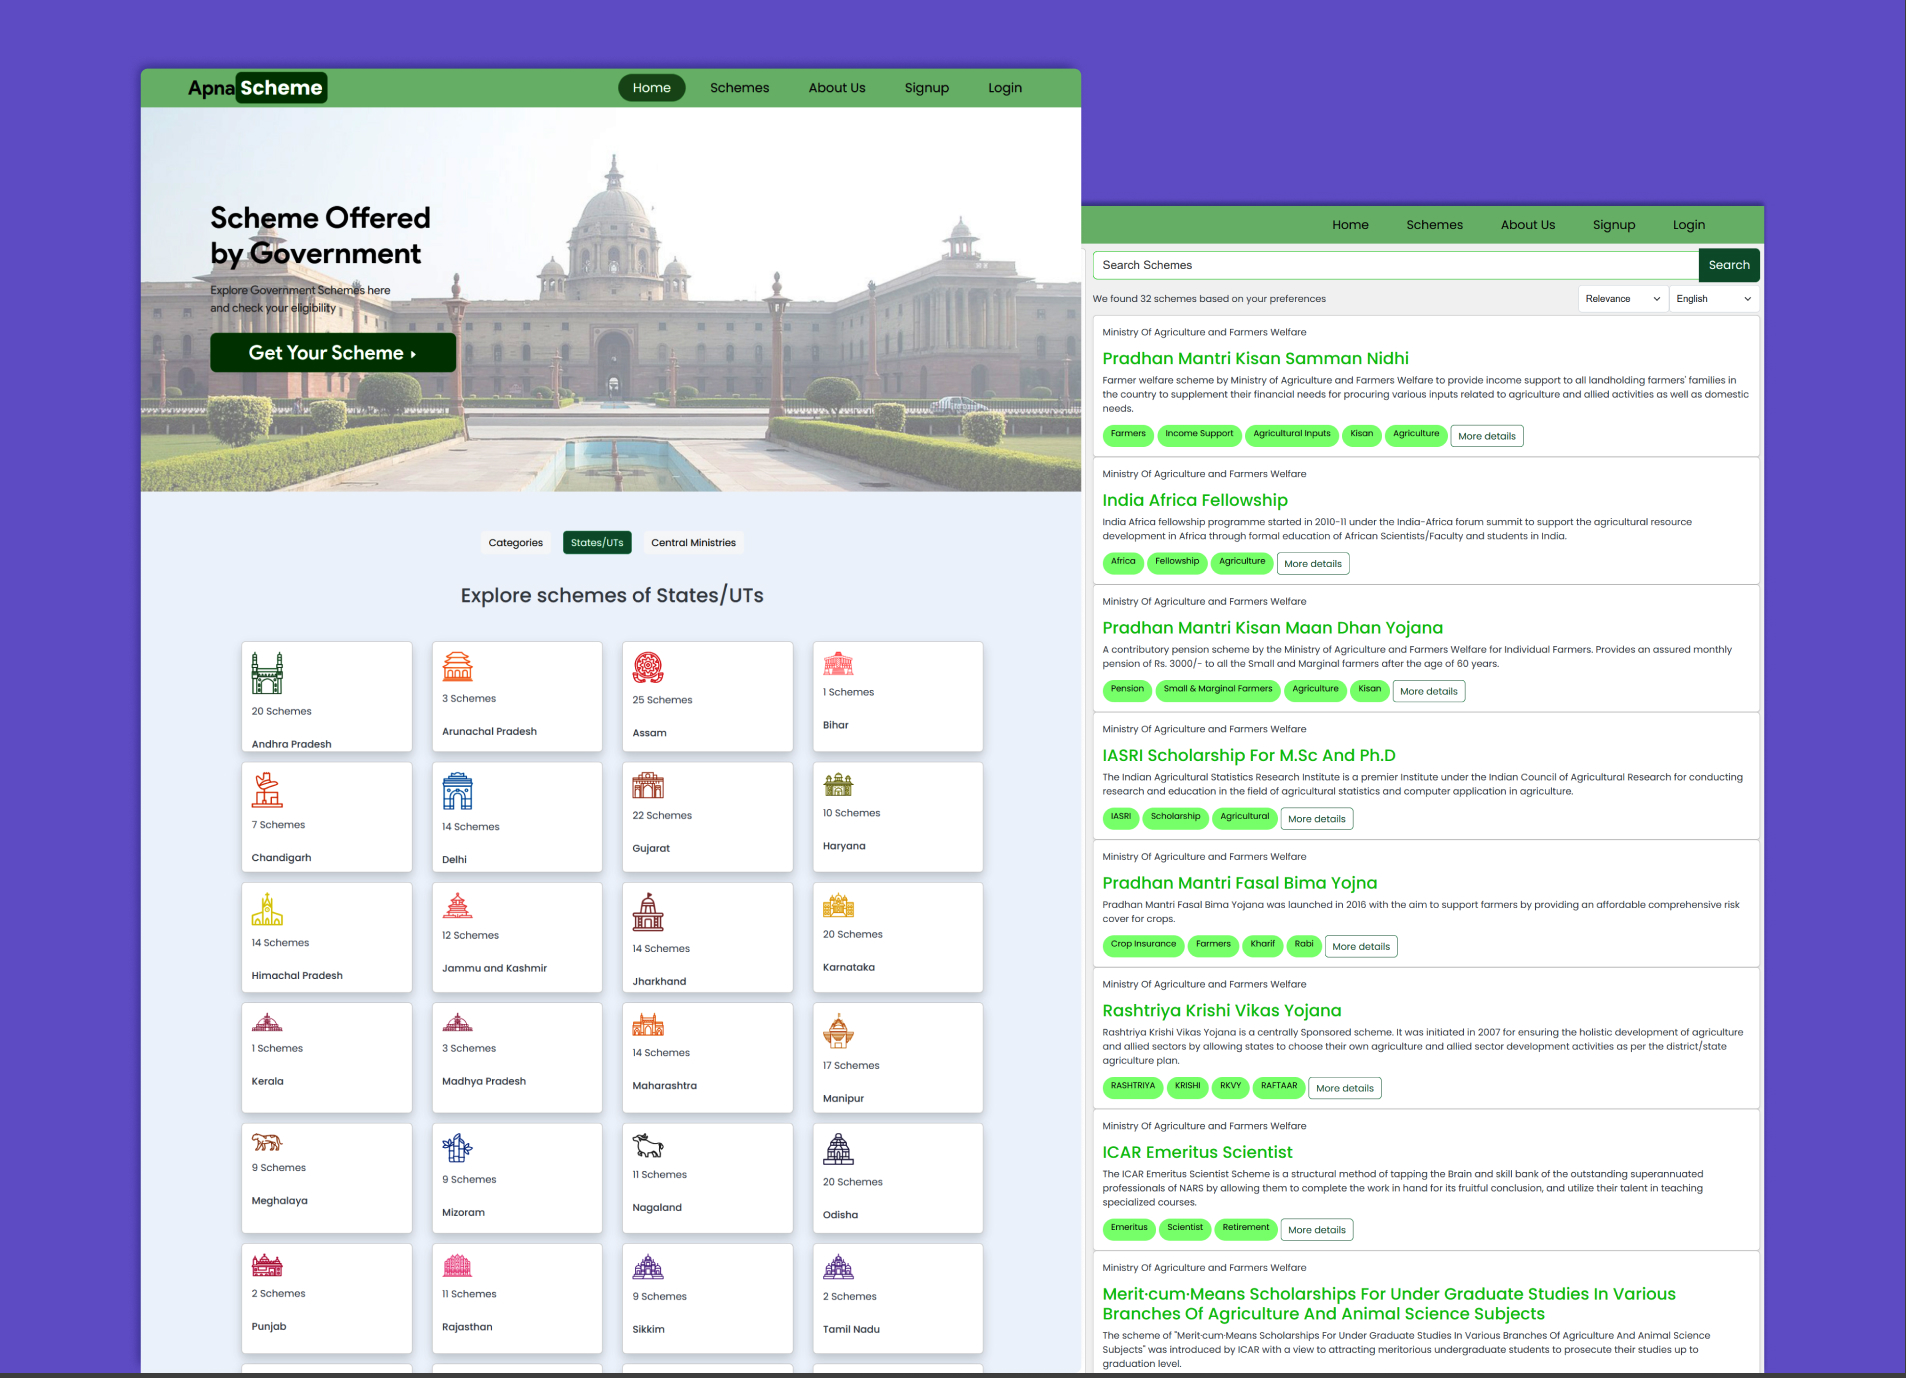 Apna Scheme
Home Schemes About Us Signup Login
Scheme Offered
by Government
Explore Government Schemes here
and check your eligibility
Get Your Scheme
Categories States/UTs Central Ministries
Explore schemes of States/UTs
20 Schemes
Andhra Pradesh
3 Schemes
Arunachal Pradesh
25 Schemes
Assam
1 Schemes
Bihar
7 Schemes
Chandigarh
14 Schemes
Delhi
22 Schemes
Gujarat
10 Schemes
Haryana
14 Schemes
Himachal Pradesh
12 Schemes
Jammu and Kashmir
14 Schemes
Jharkhand
20 Schemes
Karnataka
1 Schemes
Kerala
3 Schemes
Madhya Pradesh
14 Schemes
Maharashtra
17 Schemes
Manipur
9 Schemes
Meghalaya
9 Schemes
Mizoram
11 Schemes
Nagaland
20 Schemes
Odisha
2 Schemes
Punjab
11 Schemes
Rajasthan
9 Schemes
Sikkim
2 Schemes
Tamil Nadu
Home Schemes About Us Signup Login
Search Schemes Search
We found 32 schemes based on your preferences Relevance English
Ministry Of Agriculture and Farmers Welfare
Pradhan Mantri Kisan Samman Nidhi
Farmer welfare scheme by Ministry of Agriculture and Farmers Welfare to provide income support to all landholding farmers' families in
the country to supplement their financial needs for procuring various inputs related to agriculture and allied activities as well as domestic
needs.
Farmers Income Support Agricultural Inputs Kisan Agriculture More details
Ministry Of Agriculture and Farmers Welfare
India Africa Fellowship
India Africa fellowship programme started in 2010-11 under the India-Africa forum summit to support the agricultural resource
development in Africa through formal education of African Scientists/Faculty and students in India.
Africa Fellowship Agriculture More details
Ministry Of Agriculture and Farmers Welfare
Pradhan Mantri Kisan Maan Dhan Yojana
A contributory pension scheme by the Ministry of Agriculture and Farmers Welfare for Individual Farmers. Provides an assured monthly
pension of Rs. 3000/- to all the Small and Marginal farmers after the age of 60 years.
Pension Small & Marginal Farmers Agriculture Kisan More details
Ministry Of Agriculture and Farmers Welfare
IASRI Scholarship For M.Sc And Ph.D
The Indian Agricultural Statistics Research Institute is a premier Institute under the Indian Council of Agricultural Research for conducting
research and education in the field of agricultural statistics and computer application in agriculture.
IASRI Scholarship Agricultural More details
Ministry Of Agriculture and Farmers Welfare
Pradhan Mantri Fasal Bima Yojna
Pradhan Mantri Fasal Bima Yojana was launched in 2016 with the aim to support farmers by providing an affordable comprehensive risk
cover for crops.
Crop Insurance Farmers Kharif Rabi More details
Ministry Of Agriculture and Farmers Welfare
Rashtriya Krishi Vikas Yojana
Rashtriya Krishi Vikas Yojana is a centrally Sponsored scheme. It was initiated in 2007 for ensuring the holistic development of agriculture
and allied sectors by allowing states to choose their own agriculture and allied sector development activities as per the district/state
agriculture plan.
RASHTRIYA KRISHI RKVY RAFTAAR More details
Ministry Of Agriculture and Farmers Welfare
ICAR Emeritus Scientist
The ICAR Emeritus Scientist Scheme is a structural method of tapping the Brain and skill bank of the outstanding superannuated
professionals of NARS by allowing them to complete the work in hand for its fruitful conclusion, and utilize their talent in teaching
specialized courses.
Emeritus Scientist Retirement More details
Ministry Of Agriculture and Farmers Welfare
Merit-cum-Means Scholarships For Under Graduate Studies In Various
Branches Of Agriculture And Animal Science Subjects
The scheme of "Merit-cum-Means Scholarships For Under Graduate Studies In Various Branches Of Agriculture And Animal Science
Subjects" was introduced by ICAR with a view to attracting meritorious undergraduate students to prosecute their studies up to
graduation level.